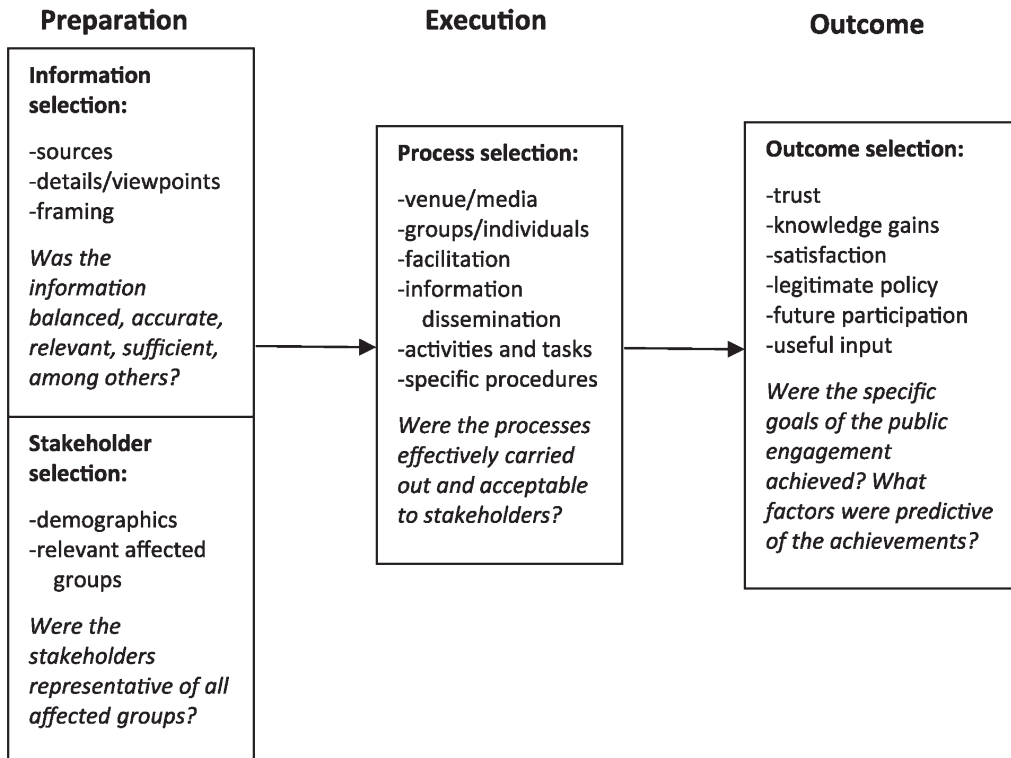 Preparation
Information
selection:
-sources
-details/viewpoints
-framing
Was the
information
balanced, accurate,
relevant, sufficient,
among others?
Stakeholder
selection:
-demographics
-relevant affected
groups
Were the
stakeholders
representative of all
affected groups?
Execution
Process selection:
-venue/media
-groups/individuals
-facilitation
-information
dissemination
-activities and tasks
-specific procedures
Were the processes
effectively carried
out and acceptable
to stakeholders?
Outcome
Outcome selection:
-trust
-knowledge gains
-satisfaction
-legitimate policy
-future participation
-useful input
Were the specific
goals of the public
engagement
achieved? What
factors were predictive
of the achievements?